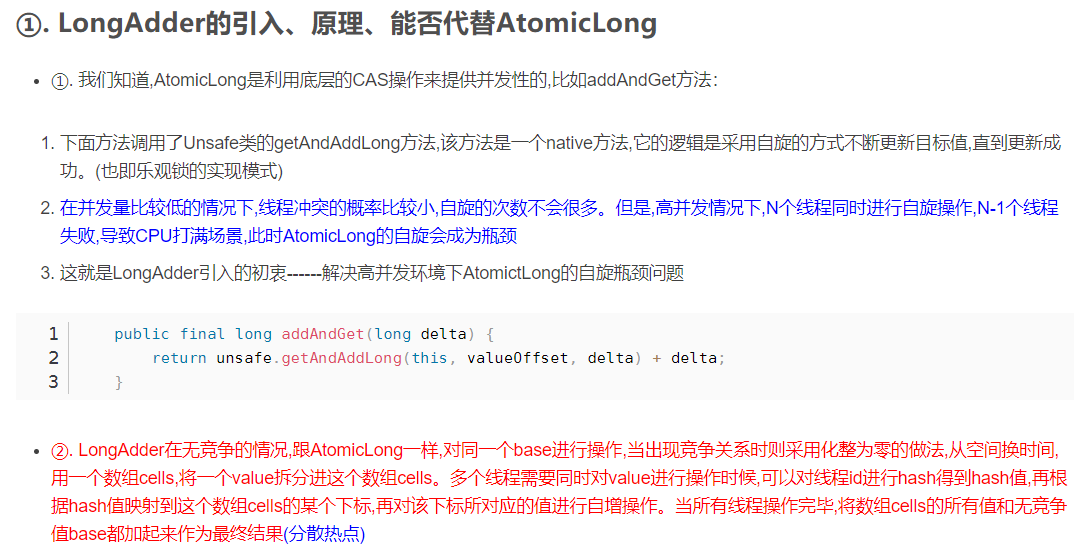 ①. LongAdder的引入、原理、能否代替AtomicLong
①. 我们知道,AtomicLong是利用底层的CAS操作来提供并发性的,比如addAndGet方法：
1. 下面方法调用了Unsafe类的getAndAddLong方法,该方法是一个native方法,它的逻辑是采用自旋的方式不断更新目标值,直到更新成
功。(也即乐观锁的实现模式)
2. 在并发量比较低的情况下,线程冲突的概率比较小,自旋的次数不会很多。但是,高并发情况下,N个线程同时进行自旋操作,N-1个线程
失败,导致CPU打满场景,此时AtomicLong的自旋会成为瓶颈
3. 这就是LongAdder引入的初衷------解决高并发环境下AtomictLong的自旋瓶颈问题
1 public final long addAndGet(long delta) {
2 return unsafe.getAndAddLong(this, valueOffset, delta) + delta;
3 }
②. LongAdder在无竞争的情况,跟AtomicLong一样,对同一个base进行操作,当出现竞争关系时则采用化整为零的做法,从空间换时间,
用一个数组cells,将一个value拆分进这个数组cells。多个线程需要同时对value进行操作时候,可以对线程id进行hash得到hash值,再根
据hash值映射到这个数组cells的某个下标,再对该下标所对应的值进行自增操作。当所有线程操作完毕,将数组cells的所有值和无竞争
值base都加起来作为最终结果(分散热点)